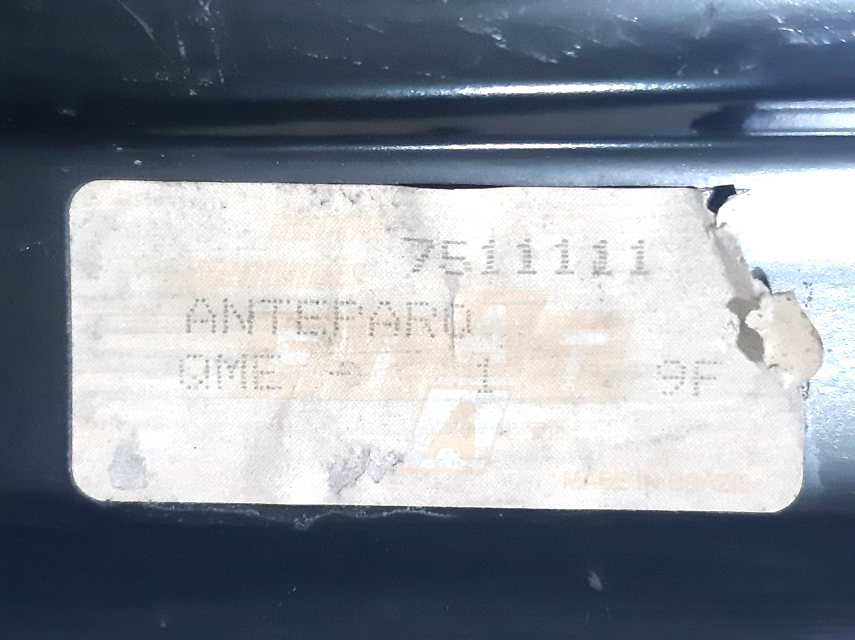 7511111
ANTEPARO
QME - 1 9F
A
MADE IN BRAZIL